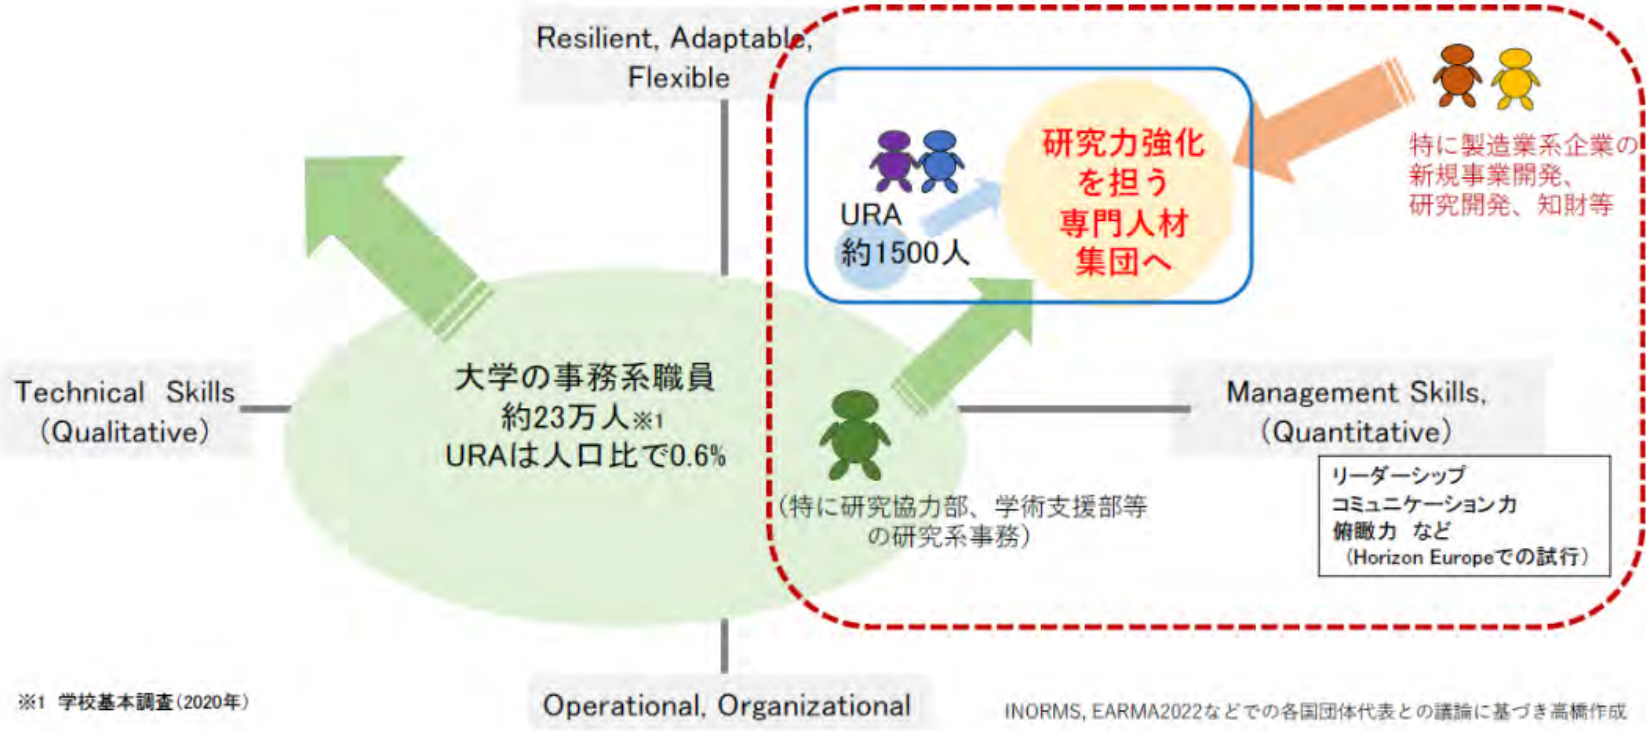 Resilient, Adaptable,
Flexible
研究力強化
を担う
専門人材
集団へ
URA
約1500人
特に製造業系企業の
新規事業開発、
研究開発、知財等
Technical Skills
(Qualitative)
大学の事務系職員
約23万人※1
URAは人口比で0.6%
(特に研究協力部、学術支援部等
の研究系事務)
Management Skills,
(Quantitative)
リーダーシップ
コミュニケーション力
俯瞰力 など
(Horizon Europeでの試行)
Operational, Organizational
※1 学校基本調査(2020年)
INORMS, EARMA2022などでの各国団体代表との議論に基づき高橋作成